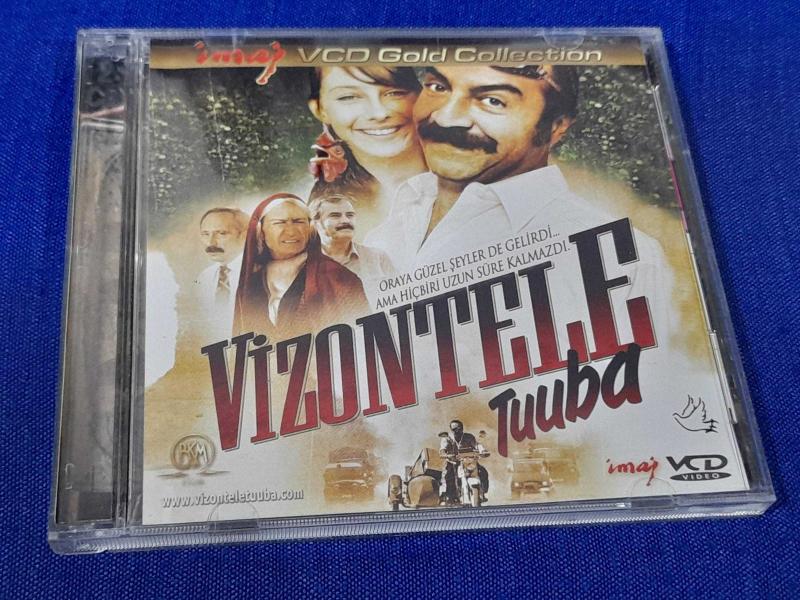 imaj VCD Gold Collection
ORAYA GÜZEL ŞEYLER DE GELİRDİ...
AMA HİÇBİRİ UZUN SÜRE KALMAZDI.
VİZONTELE
Tuuba
BKM
www.vizonteletuuba.com
imaj VCD
VIDEO